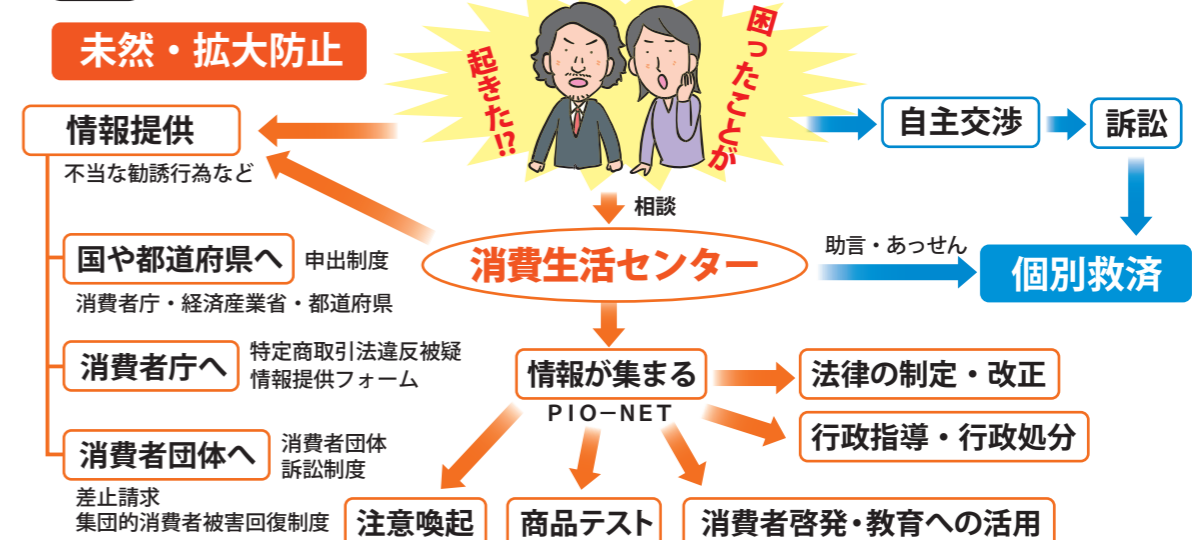 未然・拡大防止
困ったことが
起きた!?
情報提供
不当な勧誘行為など
自主交渉
訴訟
相談
消費生活センター
助言・あっせん
個別救済
国や都道府県へ
申出制度
消費者庁・経済産業省・都道府県
消費者庁へ
特定商取引法違反被疑
情報提供フォーム
消費者団体へ
消費者団体
訴訟制度
差止請求
集団的消費者被害回復制度
情報が集まる
PIO−NET
法律の制定・改正
行政指導・行政処分
注意喚起
商品テスト
消費者啓発・教育への活用